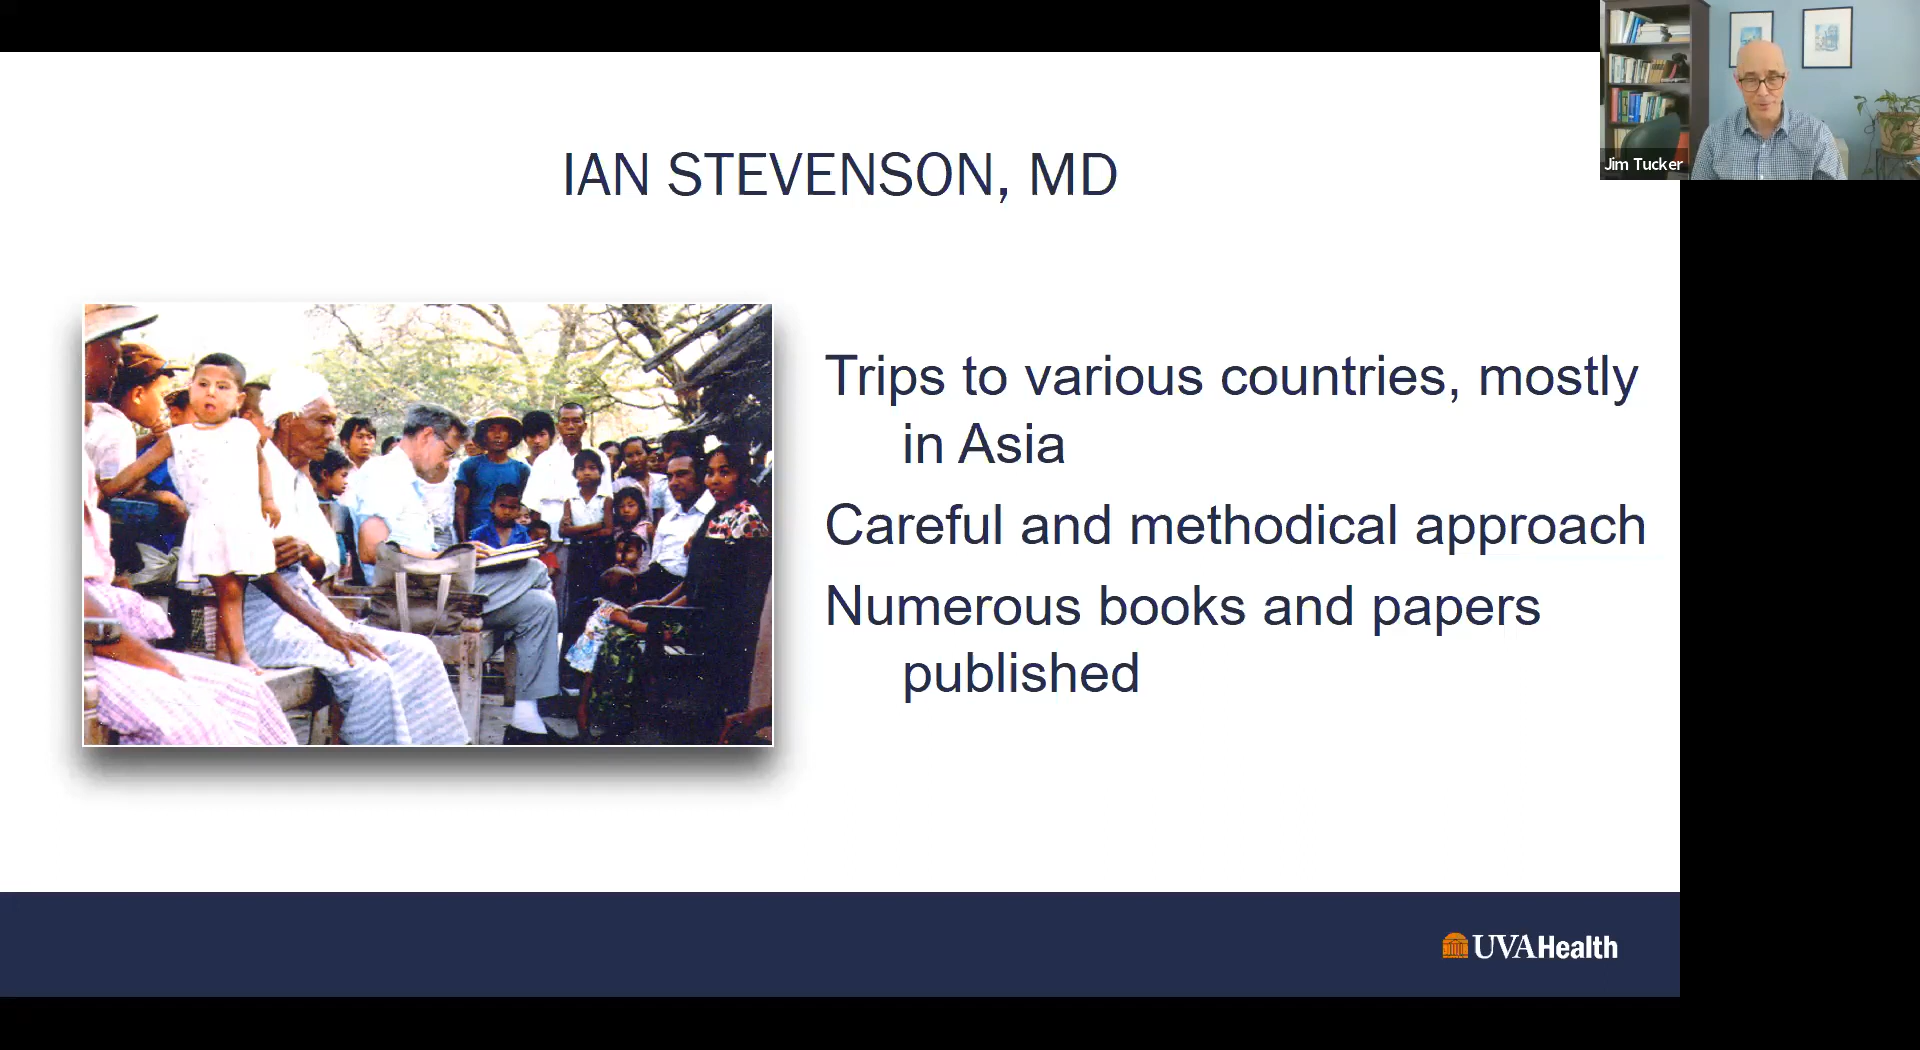 Jim Tucker
IAN STEVENSON, MD
Trips to various countries, mostly
in Asia
Careful and methodical approach
Numerous books and papers
published
UVAHealth